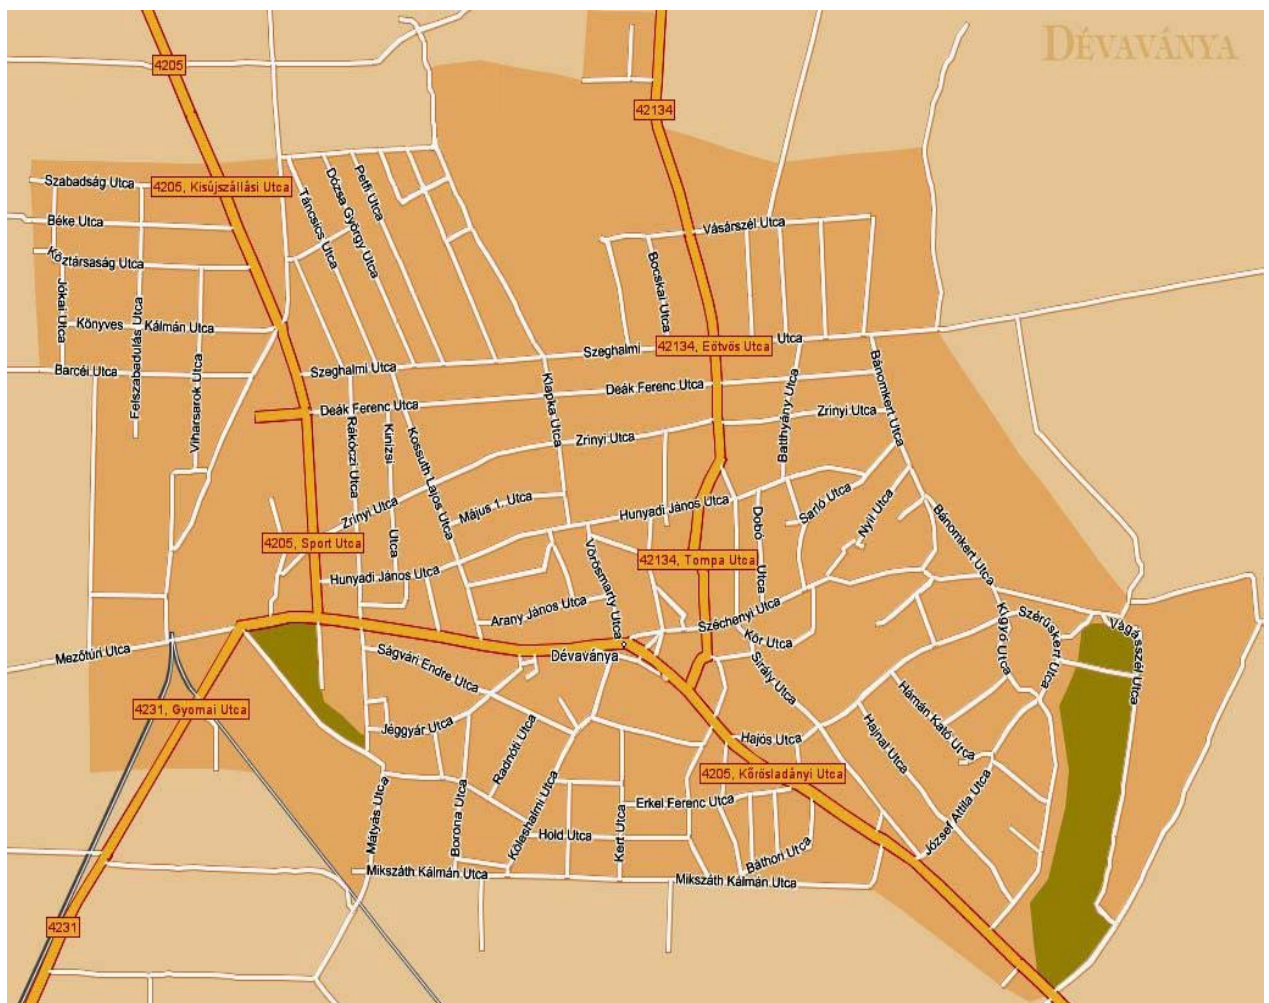 DÉVAVÁNYA
4205
42134
Szabadság Utca
4205, Kisújszállási Utca
Béke Utca
Köztársaság Utca
Jókai Utca
Felszabadulás Utca
Viharsarok Utca
Könyves Kálmán Utca
Barcéi Utca
Táncsics Utca
Dózsa György Utca
Petfi Utca
Vásárszél Utca
Bocskai Utca
42134, Eötvös Utca
Utca
Szeghalmi
Szeghalmi Utca
Deák Ferenc Utca
Deák Ferenc Utca
Klapka Utca
Batthyány Utca
Bánomkert Utca
Zrinyi Utca
Zrinyi Utca
Zrinyi Utca
Rákóczi Utca
Kinizsi
Utca
Kossuth Lajos Utca
Május 1. Utca
Hunyadi János Utca
Hunyadi János Utca
4205, Sport Utca
Vörösmarty Utca
42134, Tompa Utca
Dobó
Utca
Sarló Utca
Nyíl Utca
Bánomkert Utca
Arany János Utca
Széchenyi Utca
Kör Utca
Sirály Utca
Kígyó Utca
Szérüskert Utca
Vágásszél Utca
Mezőtúri Utca
Ságvári Endre Utca
Dévaványa
4231, Gyomai Utca
Jéggyár Utca
Radnóti Utca
Hajós Utca
Hajnal Utca
Hámán Kató Utca
4205, Kőrösladányi Utca
Mátyás Utca
Borona Utca
Köleshalmi Utca
Kert Utca
Erkel Ferenc Utca
Hold Utca
Báthori Utca
József Attila Utca
Mikszáth Kálmán Utca
Mikszáth Kálmán Utca
4231